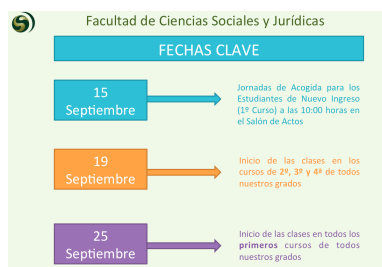 Facultad de Ciencias Sociales y Jurídicas
FECHAS CLAVE
15
Septiembre
Jornadas de Acogida para los
Estudiantes de Nuevo Ingreso
(1º Curso) a las 10:00 horas en
el Salón de Actos
19
Septiembre
Inicio de las clases en los
cursos de 2º, 3º y 4º de todos
nuestros grados
25
Septiembre
Inicio de las clases en todos los
primeros cursos de todos
nuestros grados